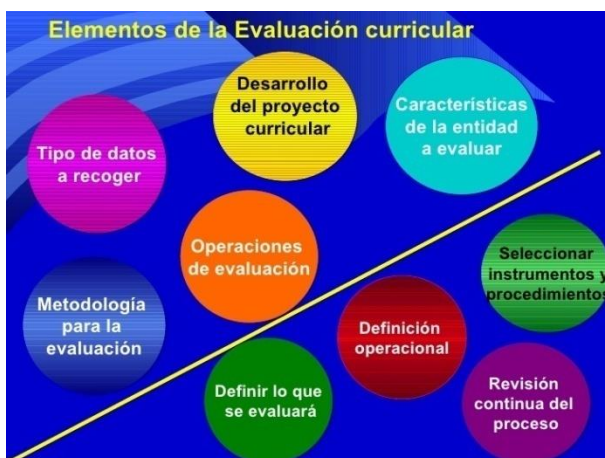 Elementos de la Evaluación curricular
Desarrollo
del proyecto
curricular
Características
de la entidad
a evaluar
Tipo de datos
a recoger
Operaciones
de evaluación
Seleccionar
instrumentos y
procedimientos
Metodología
para la
evaluación
Definición
operacional
Definir lo que
se evaluará
Revisión
continua del
proceso